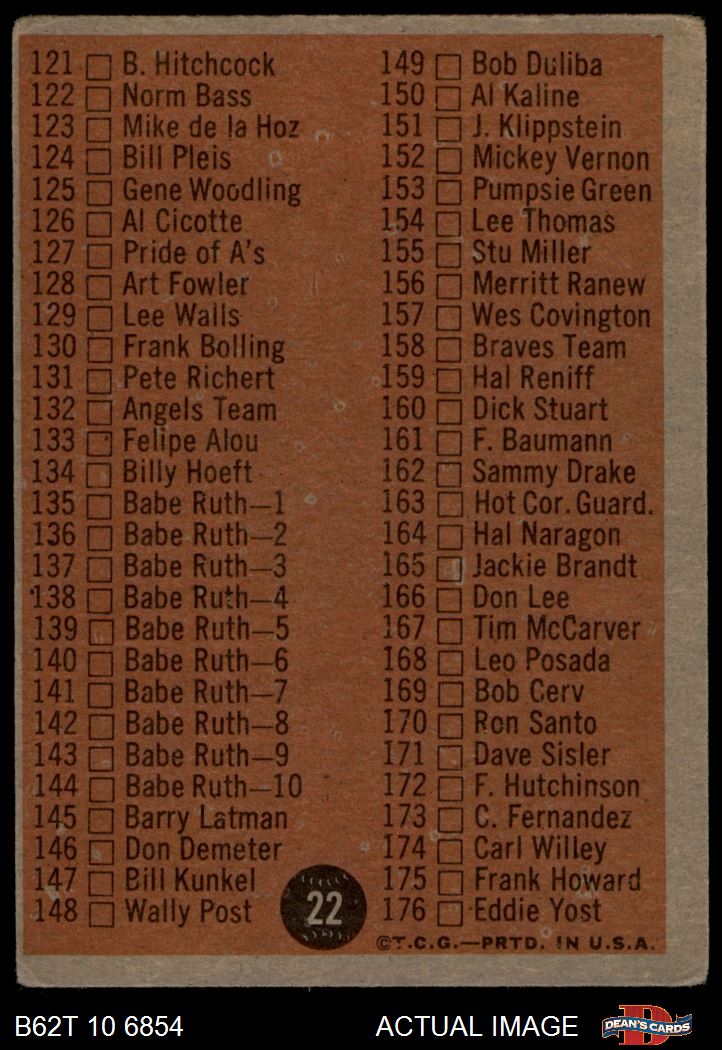 121 B. Hitchcock
122 Norm Bass
123 Mike de la Hoz
124 Bill Pleis
125 Gene Woodling
126 Al Cicotte
127 Pride of A's
128 Art Fowler
129 Lee Walls
130 Frank Bolling
131 Pete Richert
132 Angels Team
133 Felipe Alou
134 Billy Hoeft
135 Babe Ruth—1
136 Babe Ruth—2
137 Babe Ruth—3
138 Babe Ruth—4
139 Babe Ruth—5
140 Babe Ruth—6
141 Babe Ruth—7
142 Babe Ruth—8
143 Babe Ruth—9
144 Babe Ruth—10
145 Barry Latman
146 Don Demeter
147 Bill Kunkel
148 Wally Post
22
149 Bob Duliba
150 Al Kaline
151 J. Klippstein
152 Mickey Vernon
153 Pumpsie Green
154 Lee Thomas
155 Stu Miller
156 Merritt Ranew
157 Wes Covington
158 Braves Team
159 Hal Reniff
160 Dick Stuart
161 F. Baumann
162 Sammy Drake
163 Hot Cor. Guard.
164 Hal Naragon
165 Jackie Brandt
166 Don Lee
167 Tim McCarver
168 Leo Posada
169 Bob Cerv
170 Ron Santo
171 Dave Sisler
172 F. Hutchinson
173 C. Fernandez
174 Carl Willey
175 Frank Howard
176 Eddie Yost
©T.C.G.—PRTD. IN U.S.A.
B62T 10 6854
ACTUAL IMAGE
D
DEAN'S CARDS